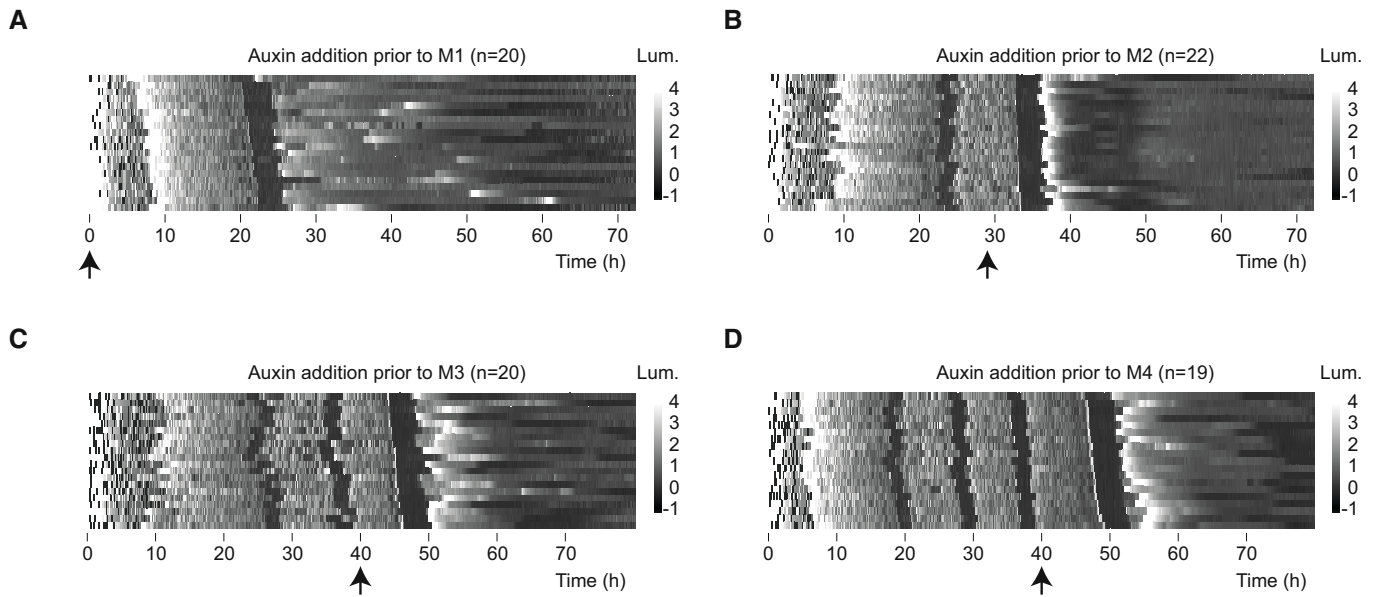 A
Auxin addition prior to M1 (n=20)
Lum.
4
3
2
1
0
-1
0 10 20 30 40 50 60 70
Time (h)
B
Auxin addition prior to M2 (n=22)
Lum.
4
3
2
1
0
-1
0 10 20 30 40 50 60 70
Time (h)
C
Auxin addition prior to M3 (n=20)
Lum.
4
3
2
1
0
-1
0 10 20 30 40 50 60 70
Time (h)
D
Auxin addition prior to M4 (n=19)
Lum.
4
3
2
1
0
-1
0 10 20 30 40 50 60 70
Time (h)